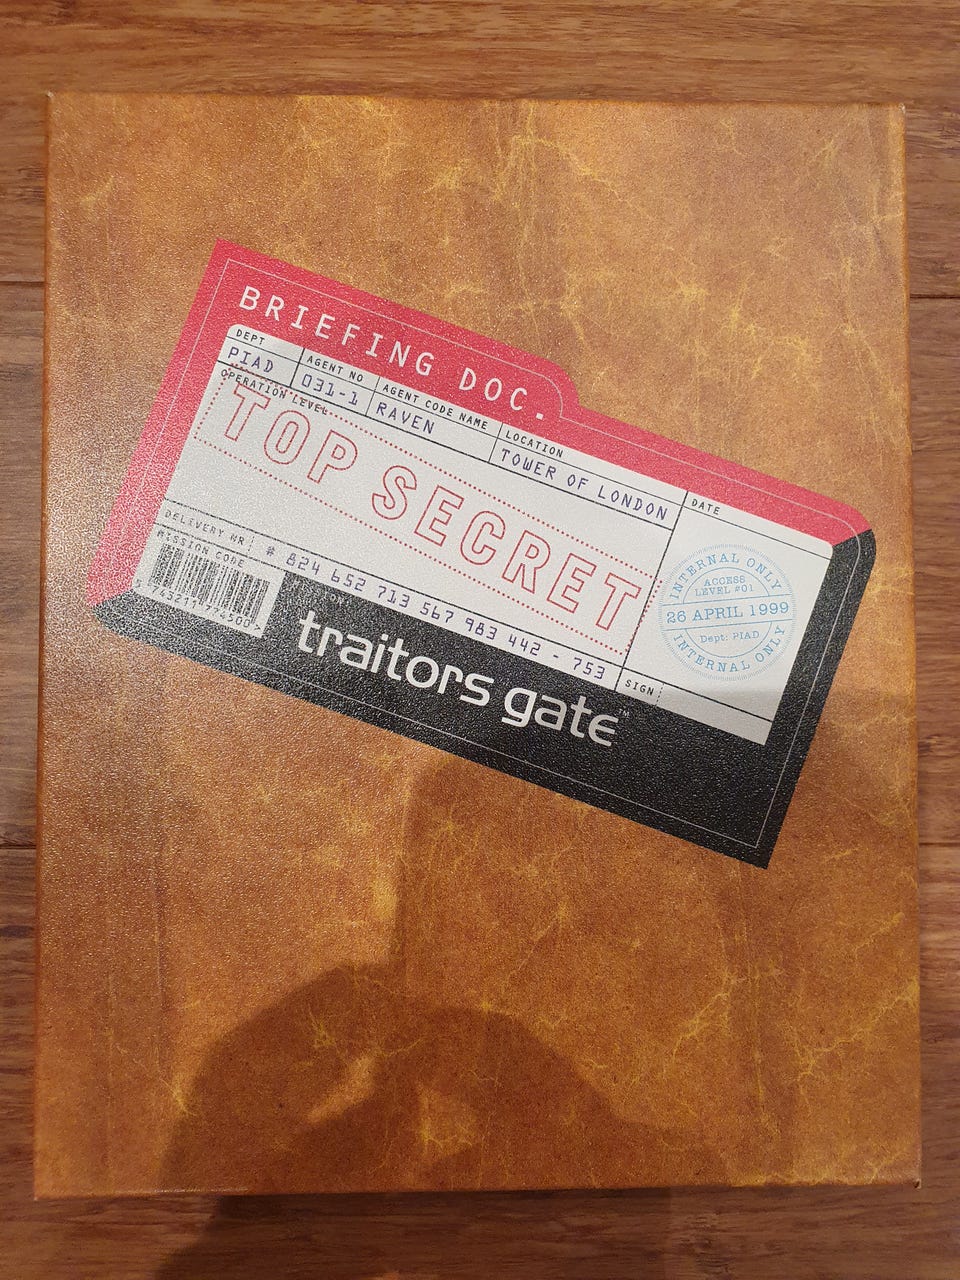 BRIEFING DOC.
DEPT
PIAD
AGENT NO
031-1
AGENT CODE NAME
RAVEN
LOCATION
TOWER OF LONDON
DATE
OPERATION LEVEL
TOP SECRET
INTERNAL ONLY
ACCESS
LEVEL #01
26 APRIL 1999
Dept: PIAD
INTERNAL ONLY
DELIVERY NR: # 824 652 713 567 983 442 - 753
SIGN:
MISSION CODE
traitors gate™